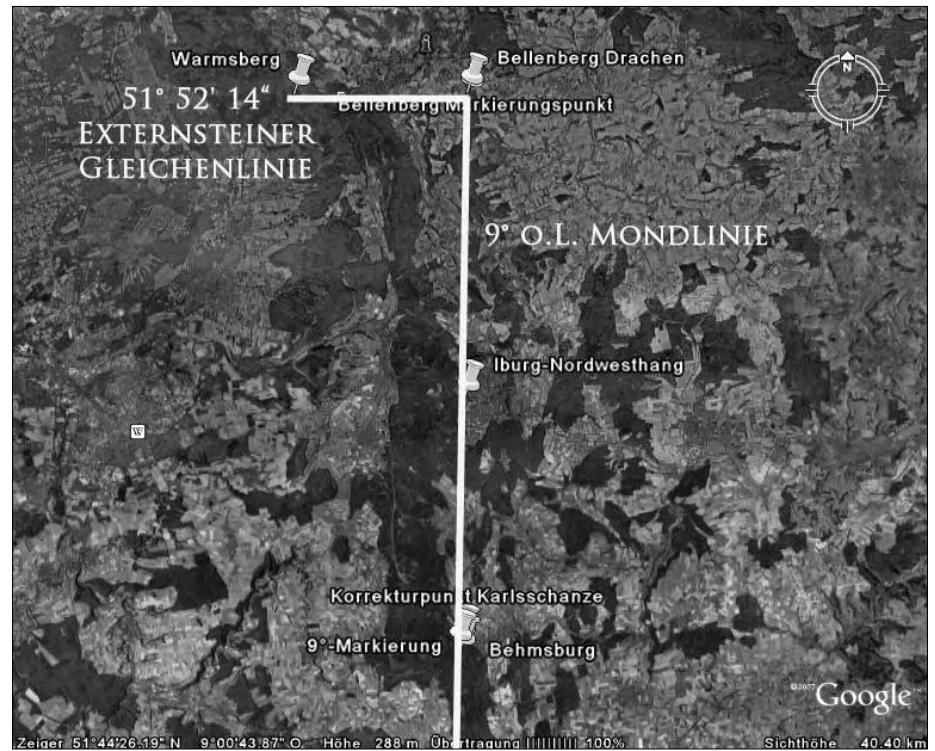 Warmsberg
Bellenberg Drachen
N
51° 52' 14“
Bellenberg Markierungspunkt
EXTERNSTEINER
GLEICHENLINIE
9° O.L. MONDLINIE
Iburg-Nordwesthang
W
Korrekturpunkt Karlsschanze
9°-Markierung
Behmsburg
©2007 Google™
Zeiger 51°44'26.19" N 9°00'43.87" O. Höhe 288 m Übertragung |||||||||| 100% Sichthöhe 40.40 km